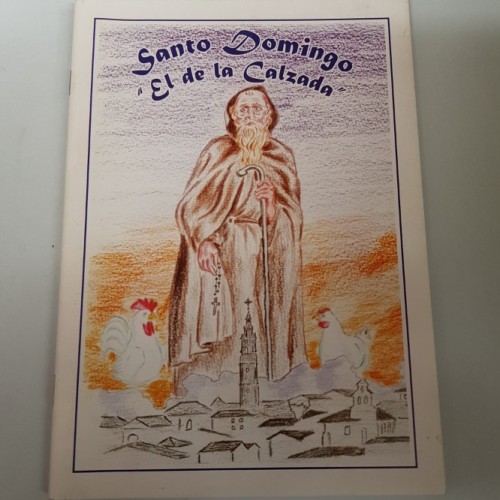 Santo Domingo
"El de la Calzada"